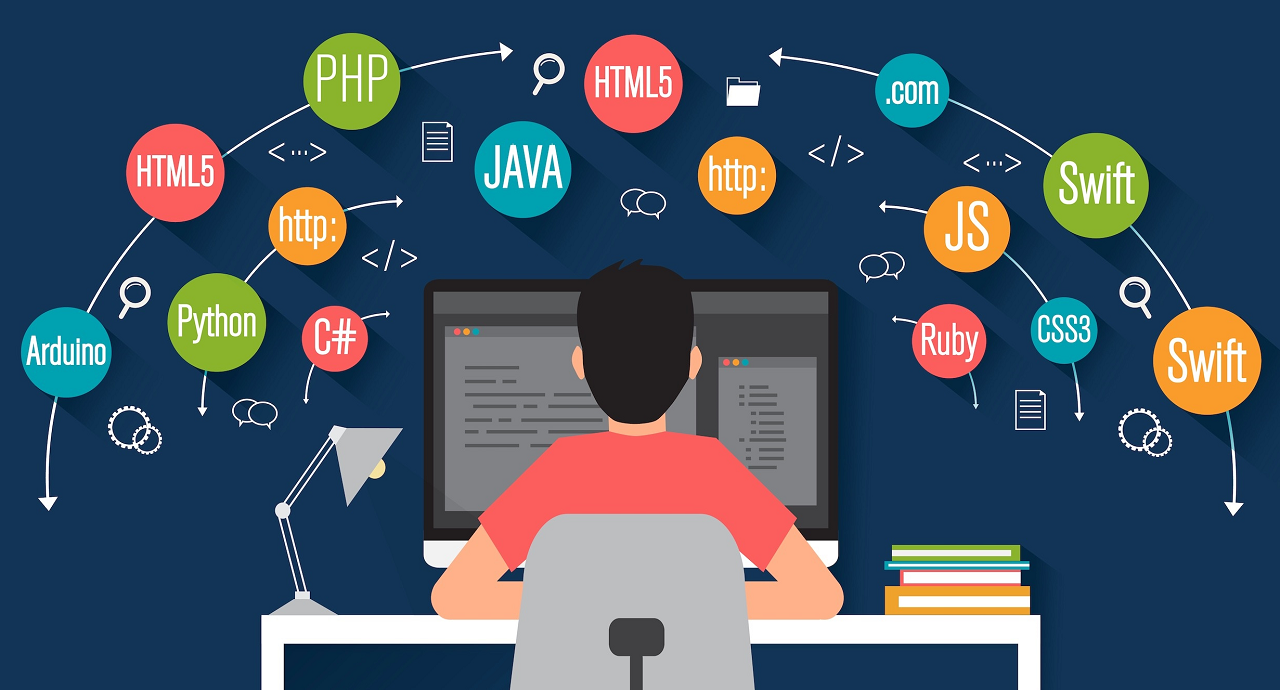 PHP
HTML5
.com
HTML5
JAVA
http:
Swift
http:
JS
Python
C#
Ruby
CSS3
Arduino
Swift
<···>
</>
</>
<···>